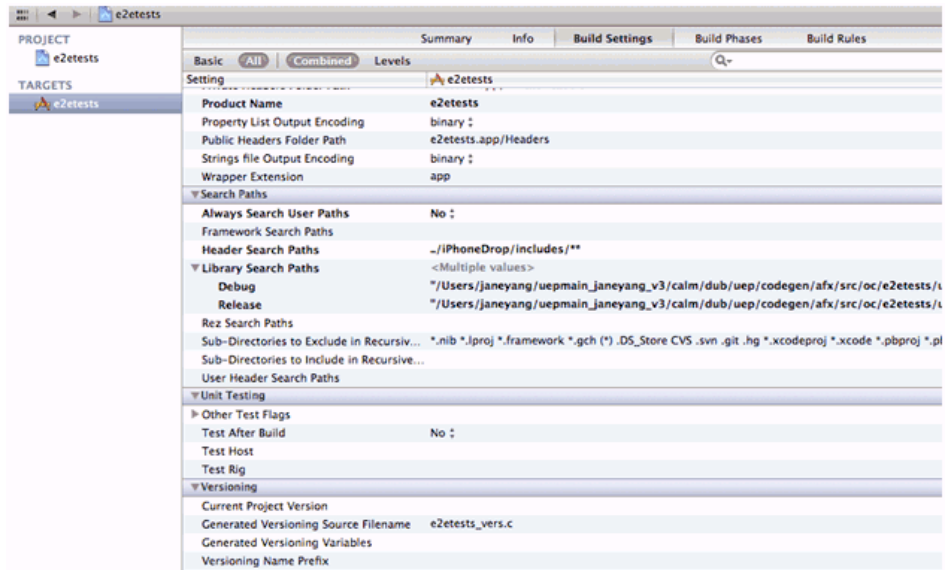 e2etests
PROJECT
e2etests
TARGETS
e2etests
Summary Info Build Settings Build Phases Build Rules
Basic All Combined Levels
Setting e2etests
Product Name e2etests
Property List Output Encoding binary
Public Headers Folder Path e2etests.app/Headers
Strings file Output Encoding binary
Wrapper Extension app
Search Paths
Always Search User Paths No
Framework Search Paths
Header Search Paths ../iPhoneDrop/includes/**
Library Search Paths <Multiple values>
Debug "/Users/janeyang/uepmain_janeyang_v3/calm/dub/uep/codegen/afx/src/oc/e2etests/u
Release "/Users/janeyang/uepmain_janeyang_v3/calm/dub/uep/codegen/afx/src/oc/e2etests/u
Rez Search Paths
Sub-Directories to Exclude in Recursiv... *.nib *.lproj *.framework *.gch (*) .DS_Store CVS .svn .git .hg *.xcodeproj *.xcode *.pbproj *.pl
Sub-Directories to Include in Recursive...
User Header Search Paths
Unit Testing
Other Test Flags
Test After Build No
Test Host
Test Rig
Versioning
Current Project Version
Generated Versioning Source Filename e2etests_vers.c
Generated Versioning Variables
Versioning Name Prefix